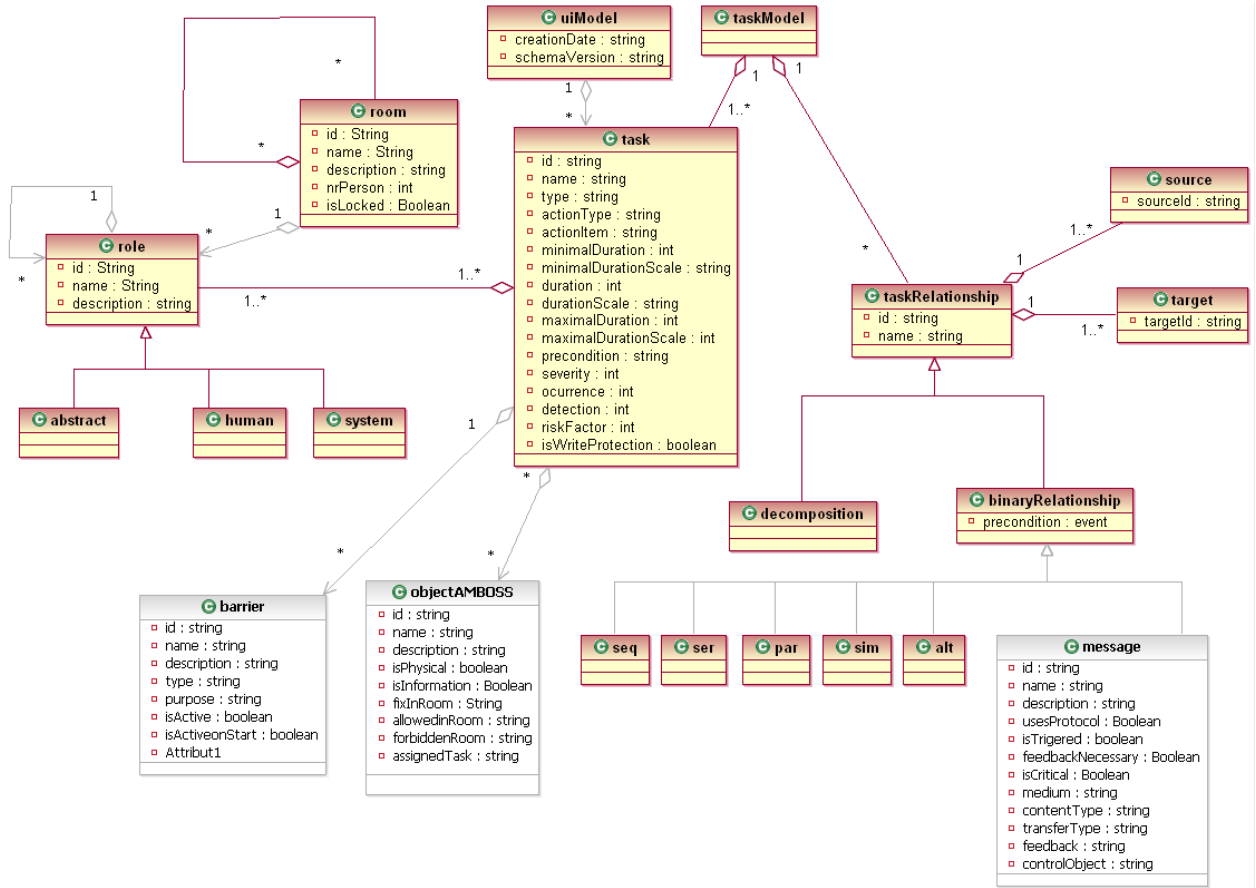 uiModel
creationDate : string
schemaVersion : string
taskModel
1
*
1
1
1..*
*
room
id : String
name : String
description : string
nrPerson : int
isLocked : Boolean
*
*
1
*
1
*
role
id : String
name : String
description : string
1..*
1..*
task
id : string
name : string
type : string
actionType : string
actionItem : string
minimalDuration : int
minimalDurationScale : string
duration : int
durationScale : string
maximalDuration : int
maximalDurationScale : int
precondition : string
severity : int
ocurrence : int
detection : int
riskFactor : int
isWriteProtection : boolean
source
sourceId : string
1..*
1
*
taskRelationship
id : string
name : string
1
1..*
target
targetId : string
abstract
human
system
1
*
*
*
decomposition
binaryRelationship
precondition : event
barrier
id : string
name : string
description : string
type : string
purpose : string
isActive : boolean
isActiveonStart : boolean
Attribut1
objectAMBOSS
id : string
name : string
description : string
isPhysical : boolean
isInformation : Boolean
fixInRoom : String
allowedinRoom : string
forbiddenRoom : string
assignedTask : string
seq
ser
par
sim
alt
message
id : string
name : string
description : string
usesProtocol : Boolean
isTrigered : boolean
feedbackNecessary : Boolean
isCritical : Boolean
medium : string
contentType : string
transferType : string
feedback : string
controlObject : string